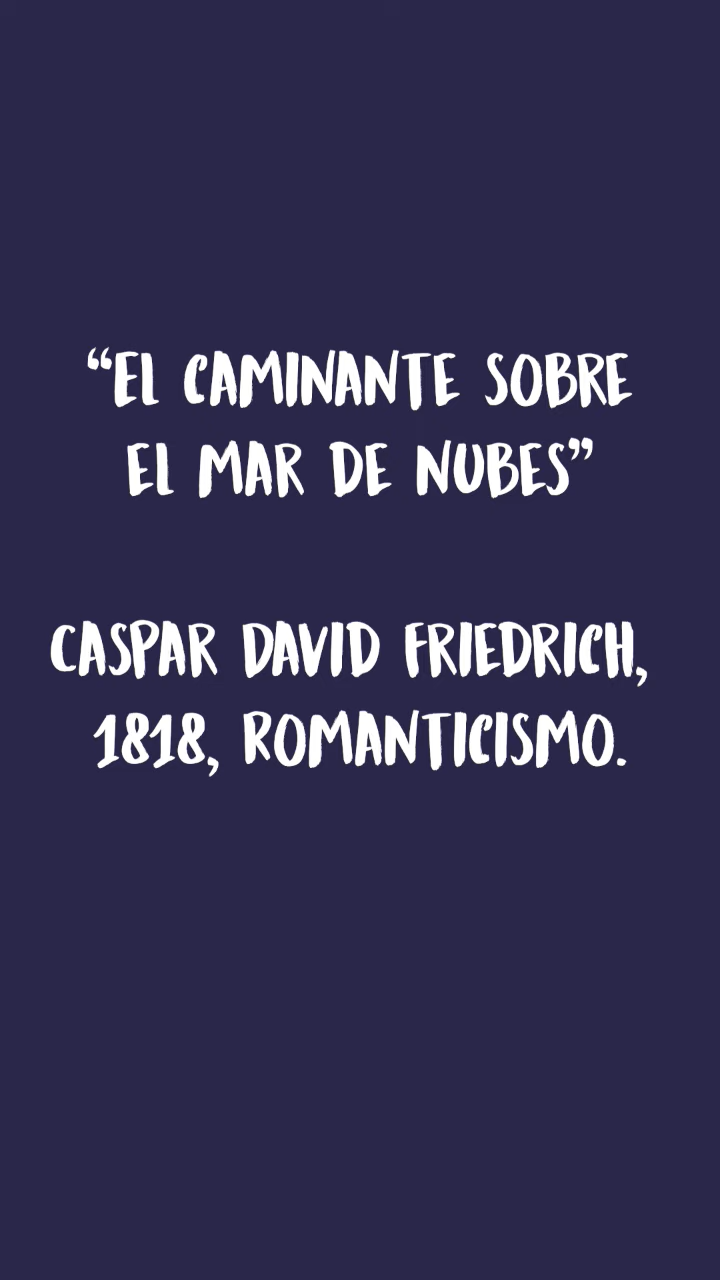 “EL CAMINANTE SOBRE
EL MAR DE NUBES”
CASPAR DAVID FRIEDRICH,
1818, ROMANTICISMO.